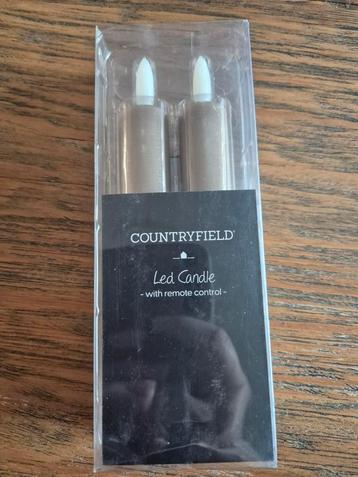 COUNTRYFIELD®
Led Candle
- with remote control -